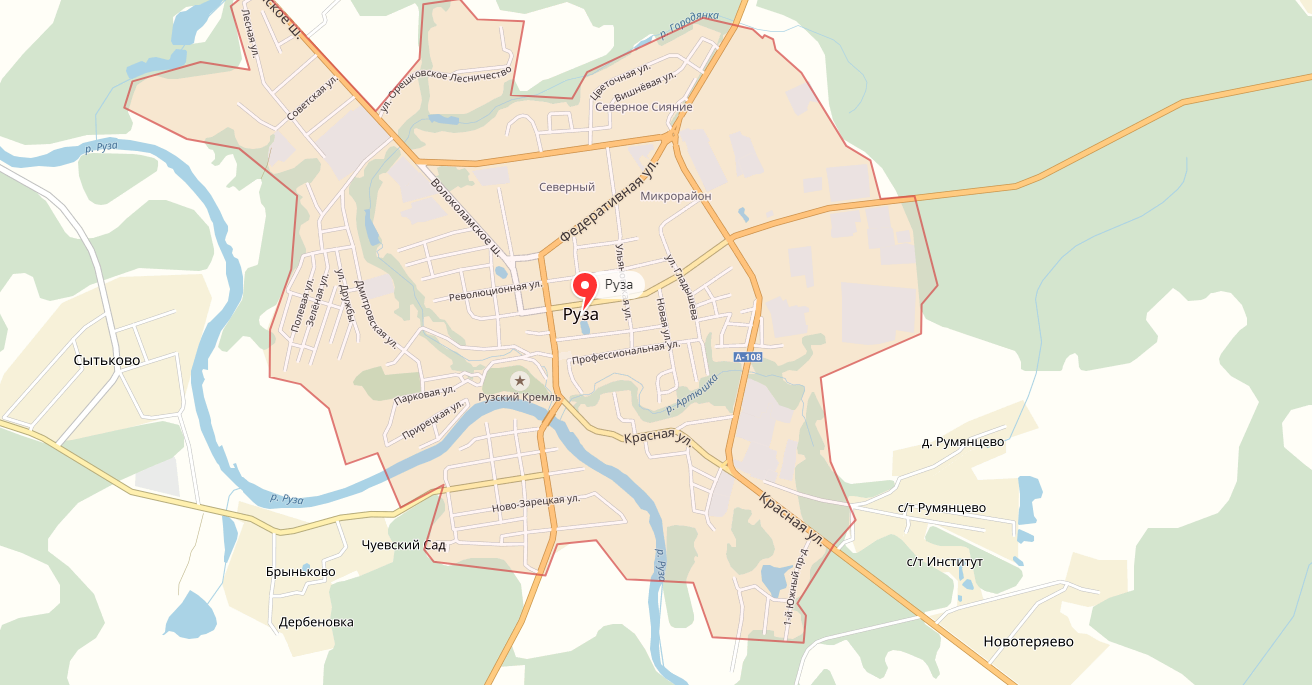 нское ш.
Лесная ул.
р. Городянка
ул. Орешковское Лесничество
Советская ул.
Цветочная ул.
Вишнёвая ул.
Северное Сияние
р. Руза
Северный
Микрорайон
Федеративная ул.
Волоколамское ш.
ул. Гладышева
Революционная ул.
Руза
Руза
Новая ул.
Полевая ул.
Зелёная ул.
ул. Дружбы
Дмитровская ул.
Профессиональная ул.
А-108
Сытьково
Парковая ул.
Рузский Кремль
р. Артюшка
Прирецкая ул.
Красная ул.
д. Румянцево
р. Руза
Ново-Зарецкая ул.
Красная ул.
с/т Румянцево
Чуевский Сад
р. Руза
с/т Институт
Брыньково
1-й Южный пр-д
Дербеновка
Новотеряево